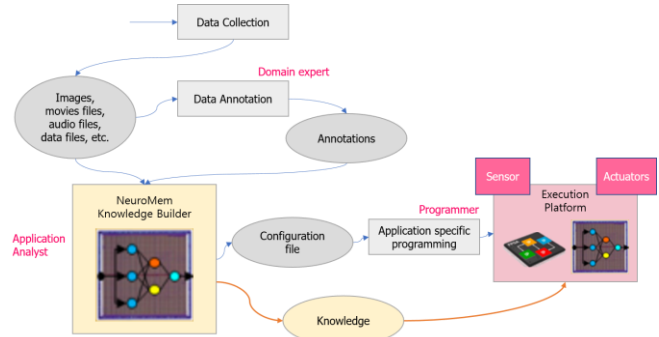 Data Collection
Domain expert
Images,
movies files,
audio files,
data files, etc.
Data Annotation
Annotations
Sensor
Actuators
NeuroMem
Knowledge Builder
Execution
Platform
Programmer
Application
Analyst
Configuration
file
Application specific
programming
Knowledge